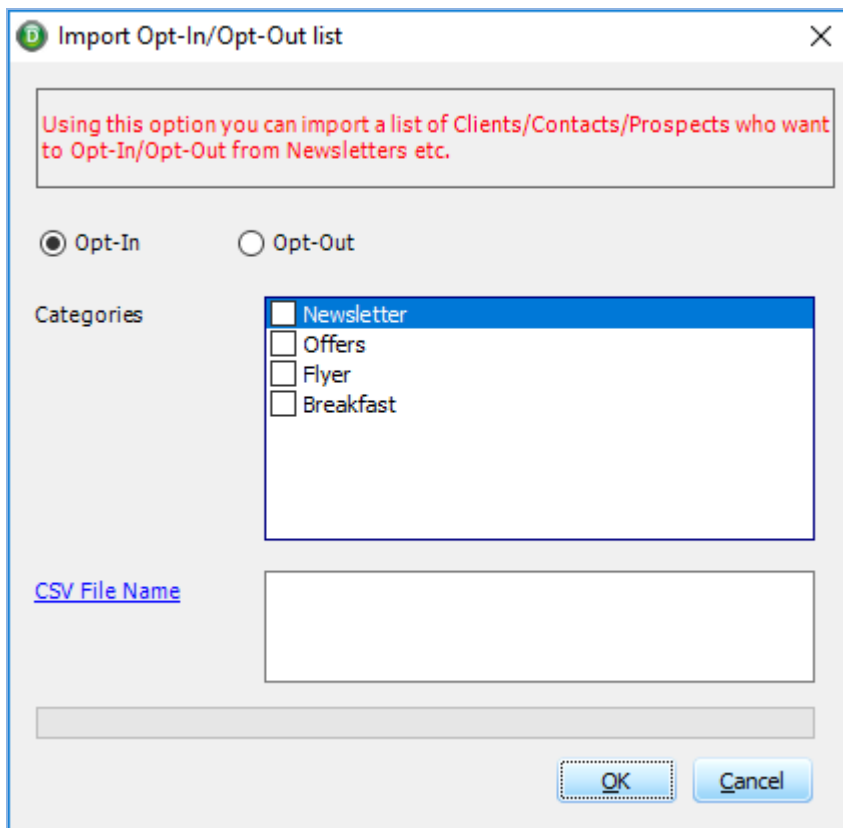 Import Opt-In/Opt-Out list
Using this option you can import a list of Clients/Contacts/Prospects who want
to Opt-In/Opt-Out from Newsletters etc.
Opt-In Opt-Out
Categories
Newsletter
Offers
Flyer
Breakfast
CSV File Name
OK Cancel